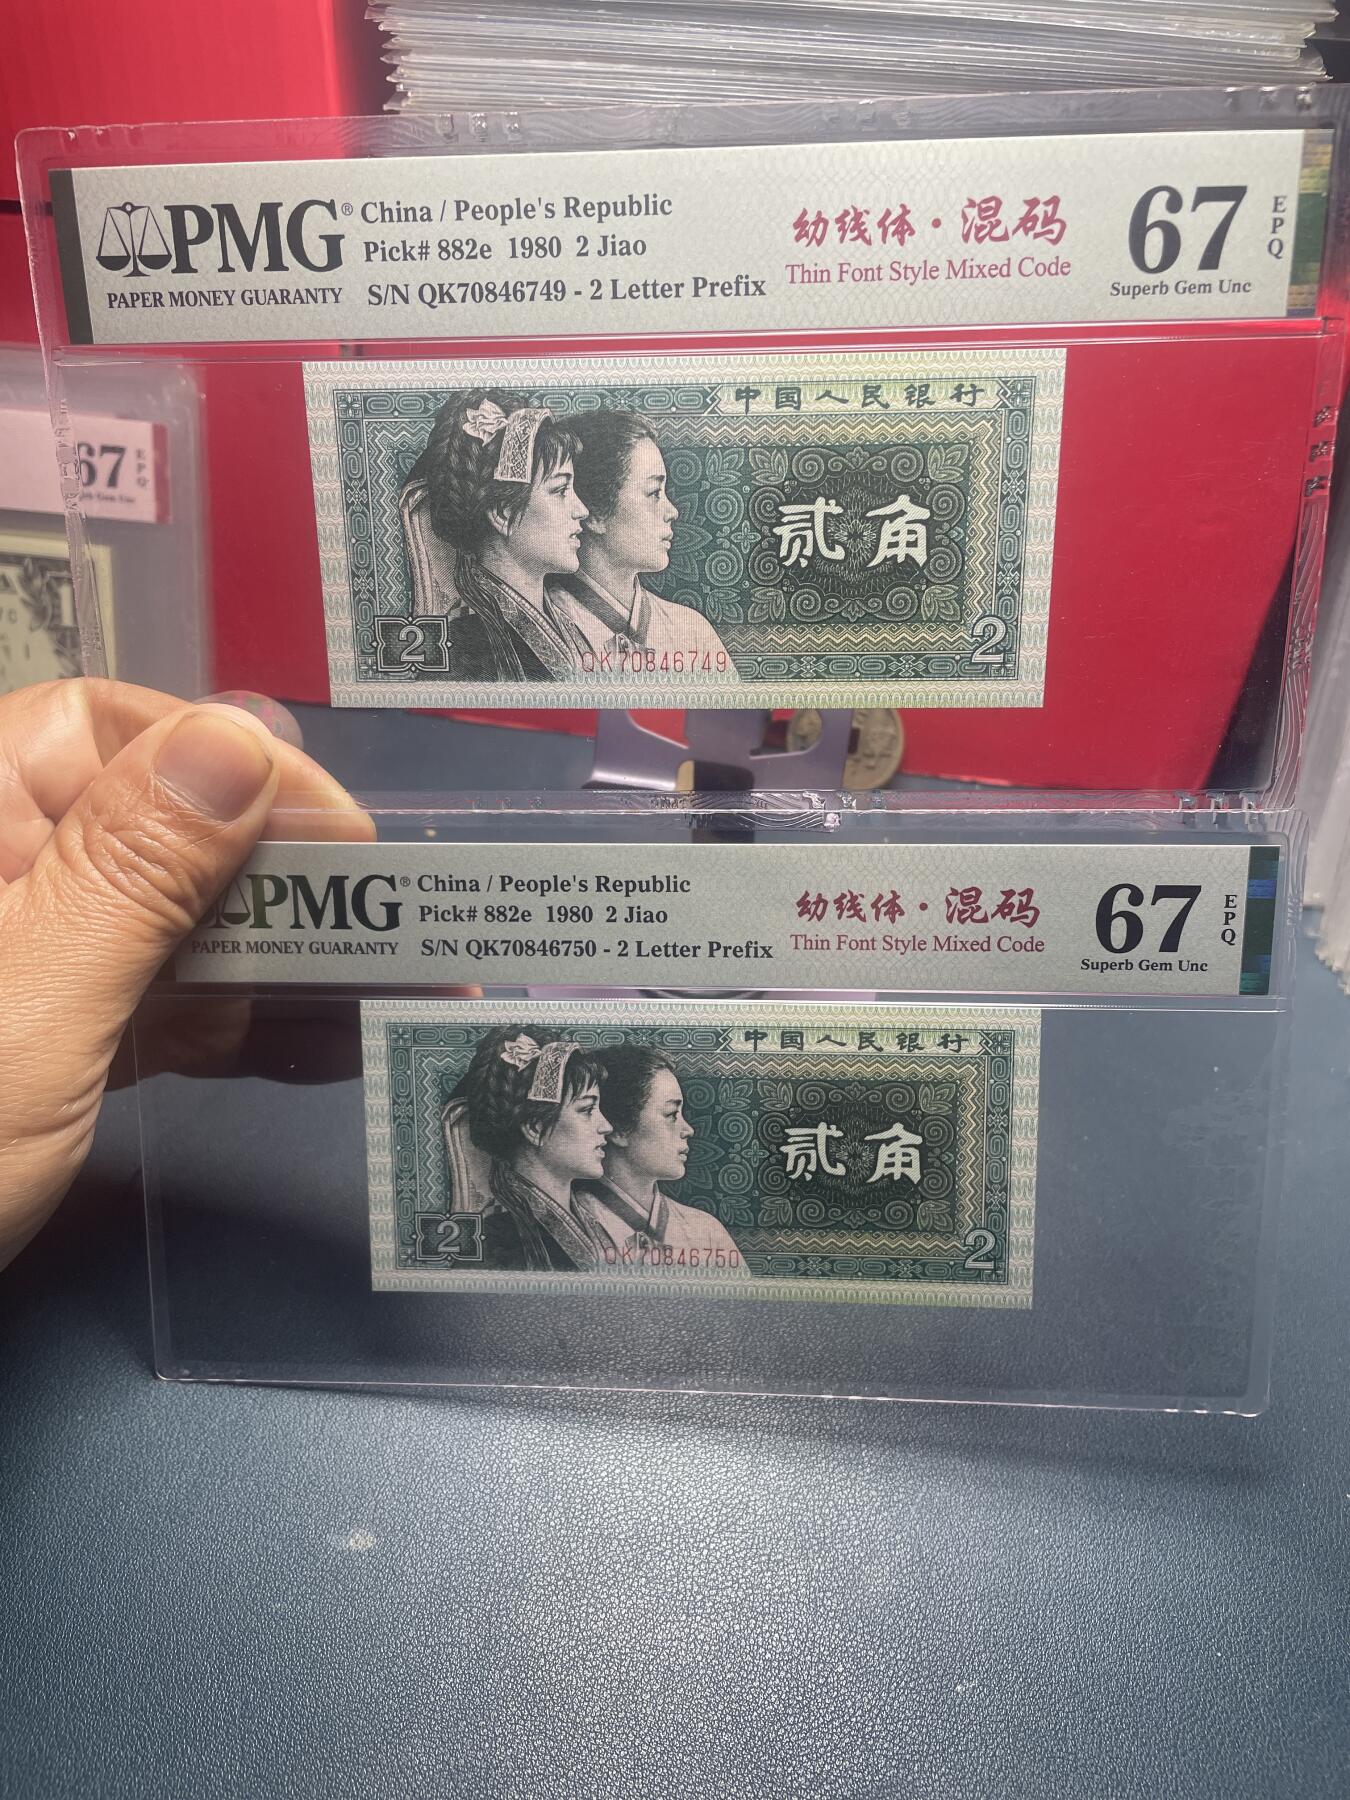 PMG®
PAPER MONEY GUARANTY
China / People's Republic
Pick# 882e 1980 2 Jiao
S/N QK70846749 - 2 Letter Prefix
幼线体·混码
Thin Font Style Mixed Code
67
Superb Gem Unc
EPQ
中国人民银行
贰角
2
QK70846749
2
67
EPQ
PMG®
PAPER MONEY GUARANTY
China / People's Republic
Pick# 882e 1980 2 Jiao
S/N QK70846750 - 2 Letter Prefix
幼线体·混码
Thin Font Style Mixed Code
67
Superb Gem Unc
EPQ
中国人民银行
贰角
2
QK70846750
2